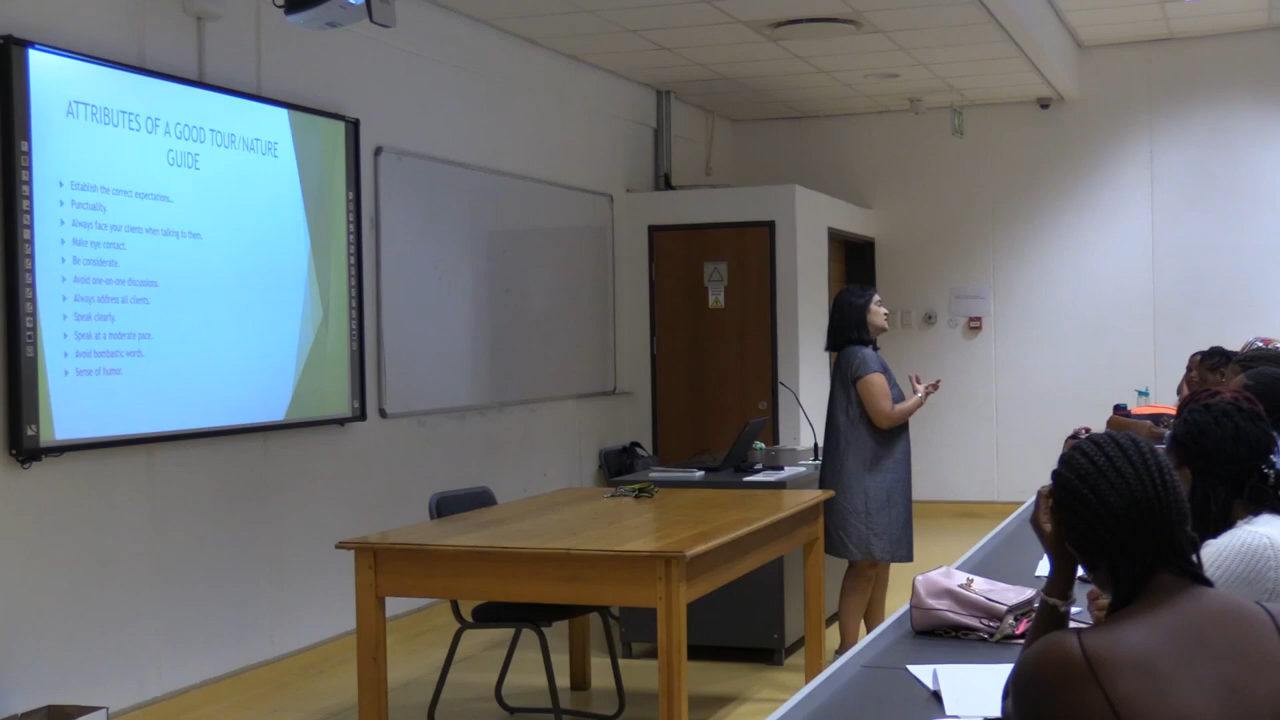 ATTRIBUTES OF A GOOD TOUR/NATURE
GUIDE
Establish the correct expectations…
Punctuality.
Always face your clients when talking to them.
Make eye contact.
Be considerate.
Avoid one-on-one discussions.
Always address all clients.
Speak clearly.
Speak at a moderate pace.
Avoid bombastic words.
Sense of humor.